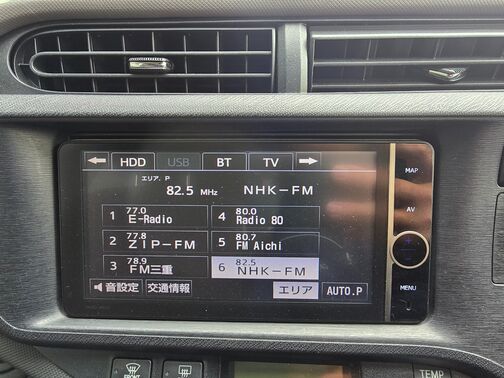 HDD USB BT TV
エリア. P
82.5 MHz NHK-FM
1 77.0 E-Radio
4 80.0 Radio 80
2 77.8 ZIP-FM
5 80.7 FM Aichi
3 78.9 FM三重
6 82.5 NHK-FM
音設定 交通情報 エリア AUTO.P
MAP
AV
+
-
MENU
FRONT
REAR
TEMP